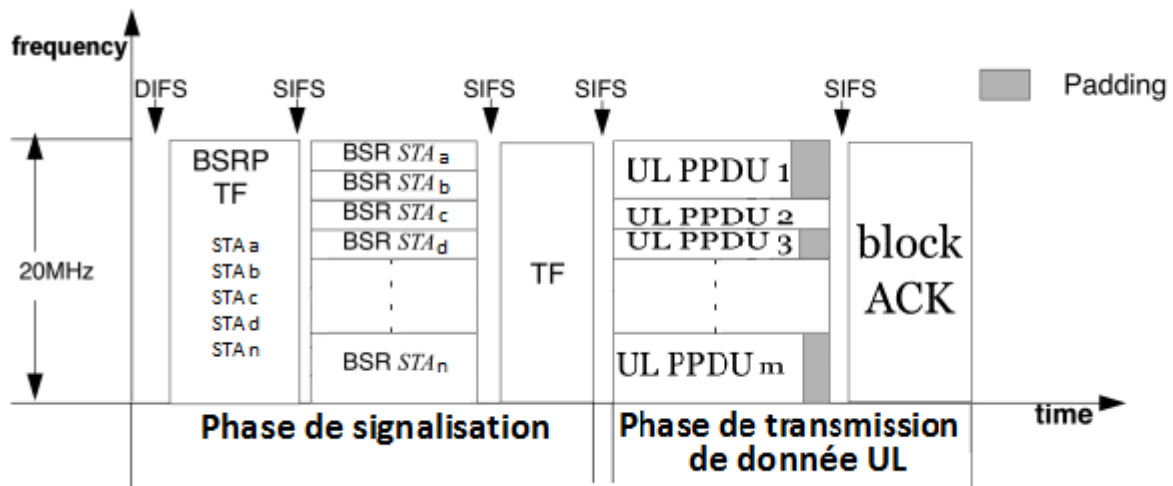 frequency
DIFS
SIFS
SIFS
SIFS
SIFS
Padding
20MHz
BSRP
TF
STA a
STA b
STA c
STA d
STA n
BSR STA a
BSR STA b
BSR STA c
BSR STA d
BSR STA n
TF
UL PPDU 1
UL PPDU 2
UL PPDU 3
UL PPDU m
block
ACK
time
Phase de signalisation
Phase de transmission
de donnée UL